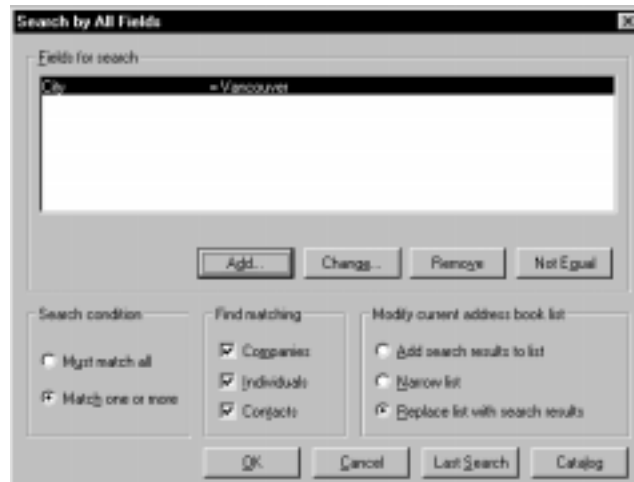 Search by All Fields
Fields for search
City = Vancouver
Add... Change... Remove Not Equal
Search condition
Must match all
Match one or more
Find matching
Companies
Individuals
Contacts
Modify current address book list
Add search results to list
Narrow list
Replace list with search results
OK Cancel Last Search Catalog